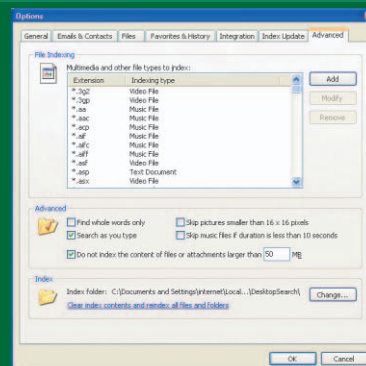 Options
General Emails & Contacts Files Favorites & History Integration Index Update Advanced
File Indexing
Multimedia and other file types to index:
Extension Indexing type
*.3g2 Video File
*.3gp Video File
*.aa Music File
*.aac Music File
*.acp Music File
*.aif Music File
*.aifc Music File
*.aiff Music File
*.asf Video File
*.asp Text Document
*.asx Video File
Add
Modify
Remove
Advanced
Find whole words only Skip pictures smaller than 16 x 16 pixels
Search as you type Skip music files if duration is less than 10 seconds
Do not index the content of files or attachments larger than 50 MB
Index
Index folder: C:\Documents and Settings\internet\Local...\DesktopSearch\ Change...
Clear index contents and reindex all files and folders
OK Cancel